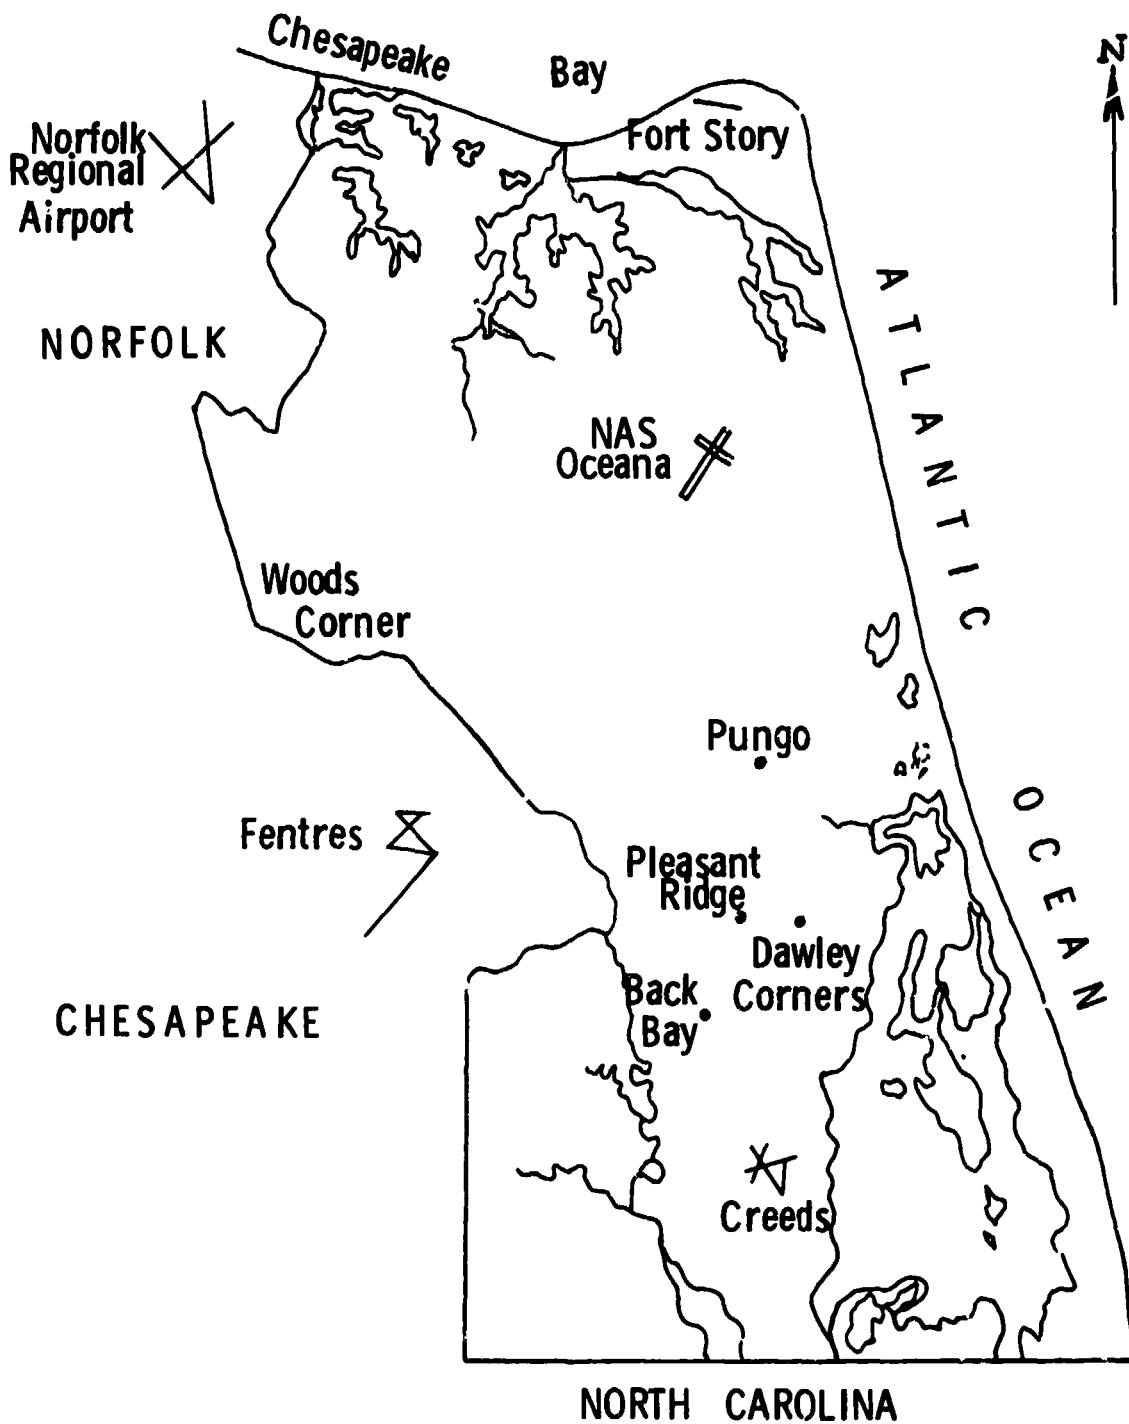 Chesapeake Bay
N
Norfolk
Regional
Airport
Fort Story
NORFOLK
ATLANTIC OCEAN
NAS
Oceana
Woods
Corner
Pungo
Fentres
Pleasant
Ridge
Dawley
Corners
Back
Bay
CHESAPEAKE
Creeds
NORTH CAROLINA